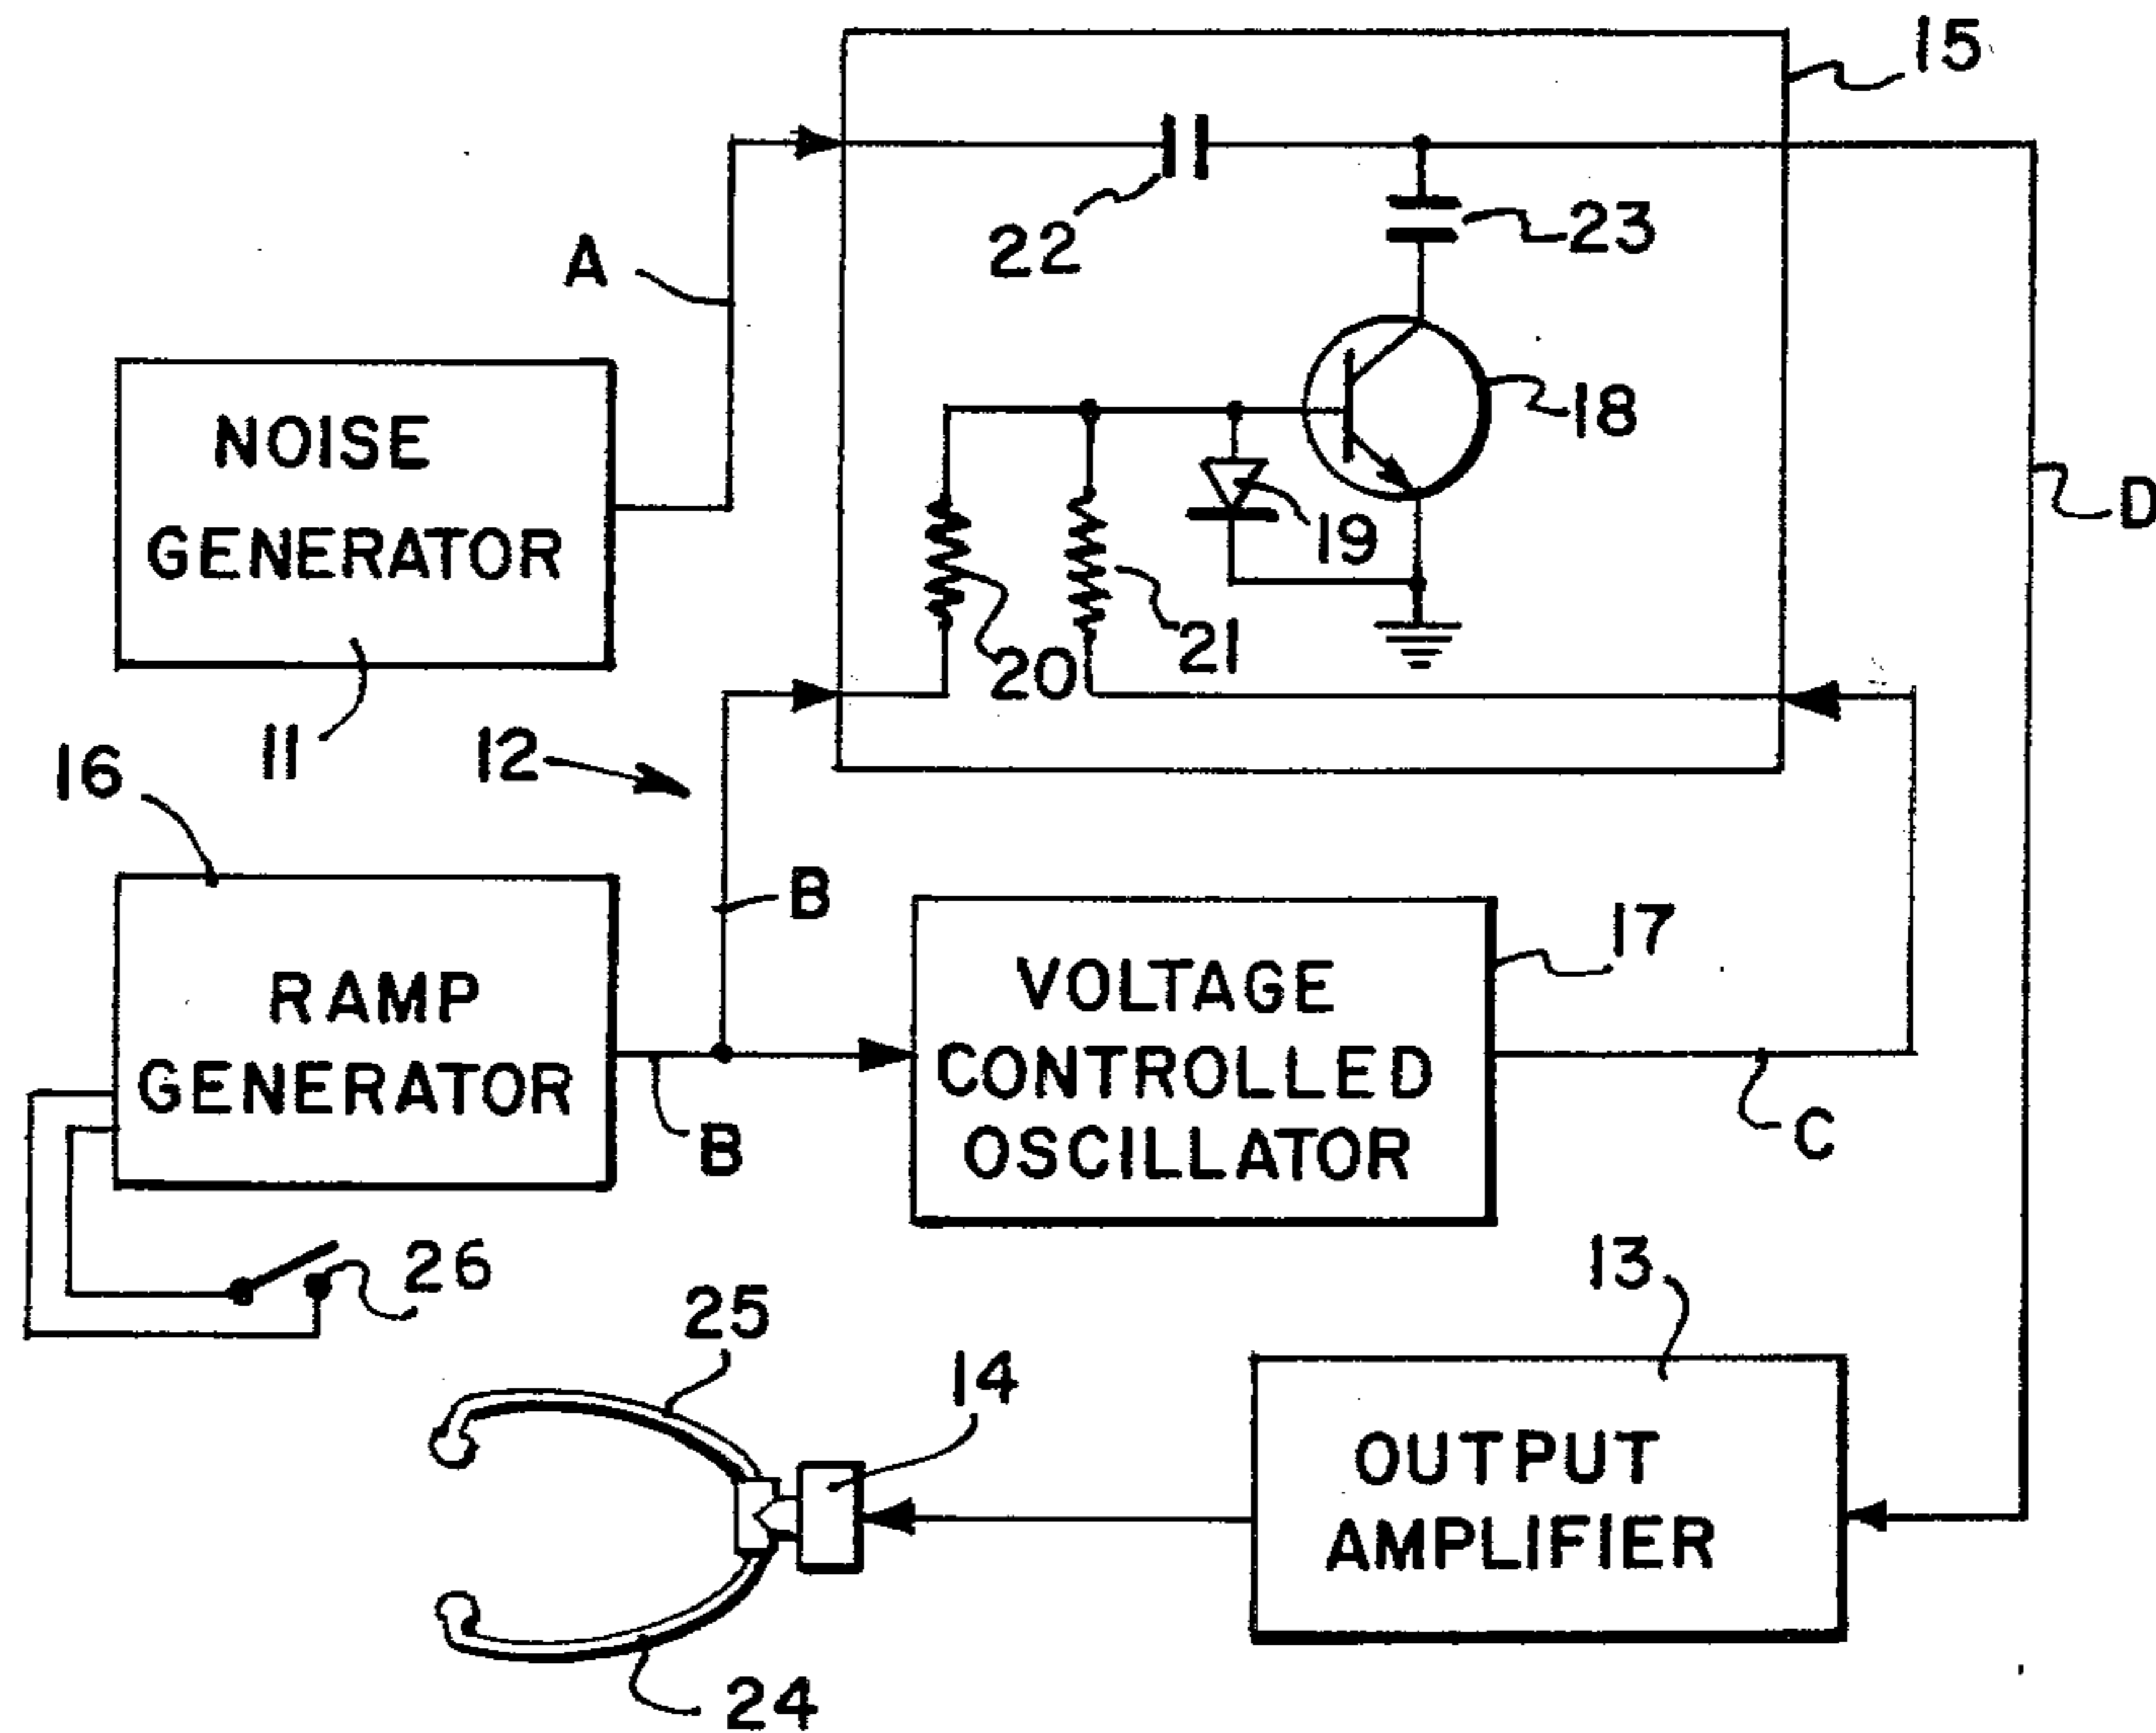 15
22
23
A
18
NOISE
GENERATOR
19
D
20
21
11
12
16
B
17
RAMP
GENERATOR
VOLTAGE
CONTROLLED
OSCILLATOR
B
C
26
25
14
13
OUTPUT
AMPLIFIER
24